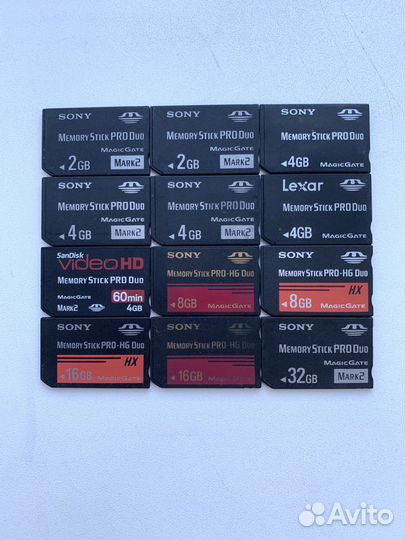 SONY
MEMORY STICK PRO DUO
MAGICGATE
2GB MARK2
SONY
MEMORY STICK PRO DUO
MAGICGATE
2GB MARK2
SONY
MEMORY STICK PRO DUO
4GB MAGICGATE
SONY
MEMORY STICK PRO DUO
MAGICGATE
4GB MARK2
SONY
MEMORY STICK PRO DUO
MAGICGATE
4GB MARK2
Lexar
MEMORY STICK PRO DUO
MAGICGATE
4GB
SanDisk
Video HD
MEMORY STICK PRO DUO
MAGICGATE 60min
MARK2 4GB
SONY
MEMORY STICK PRO-HG DUO
8GB MAGICGATE
SONY
MEMORY STICK PRO-HG DUO
HX
8GB MAGICGATE
SONY
MEMORY STICK PRO-HG DUO
HX
16GB MAGICGATE
SONY
MEMORY STICK PRO-HG DUO
16GB MAGICGATE
SONY
MEMORY STICK PRO DUO
MAGICGATE
32GB MARK2
Avito